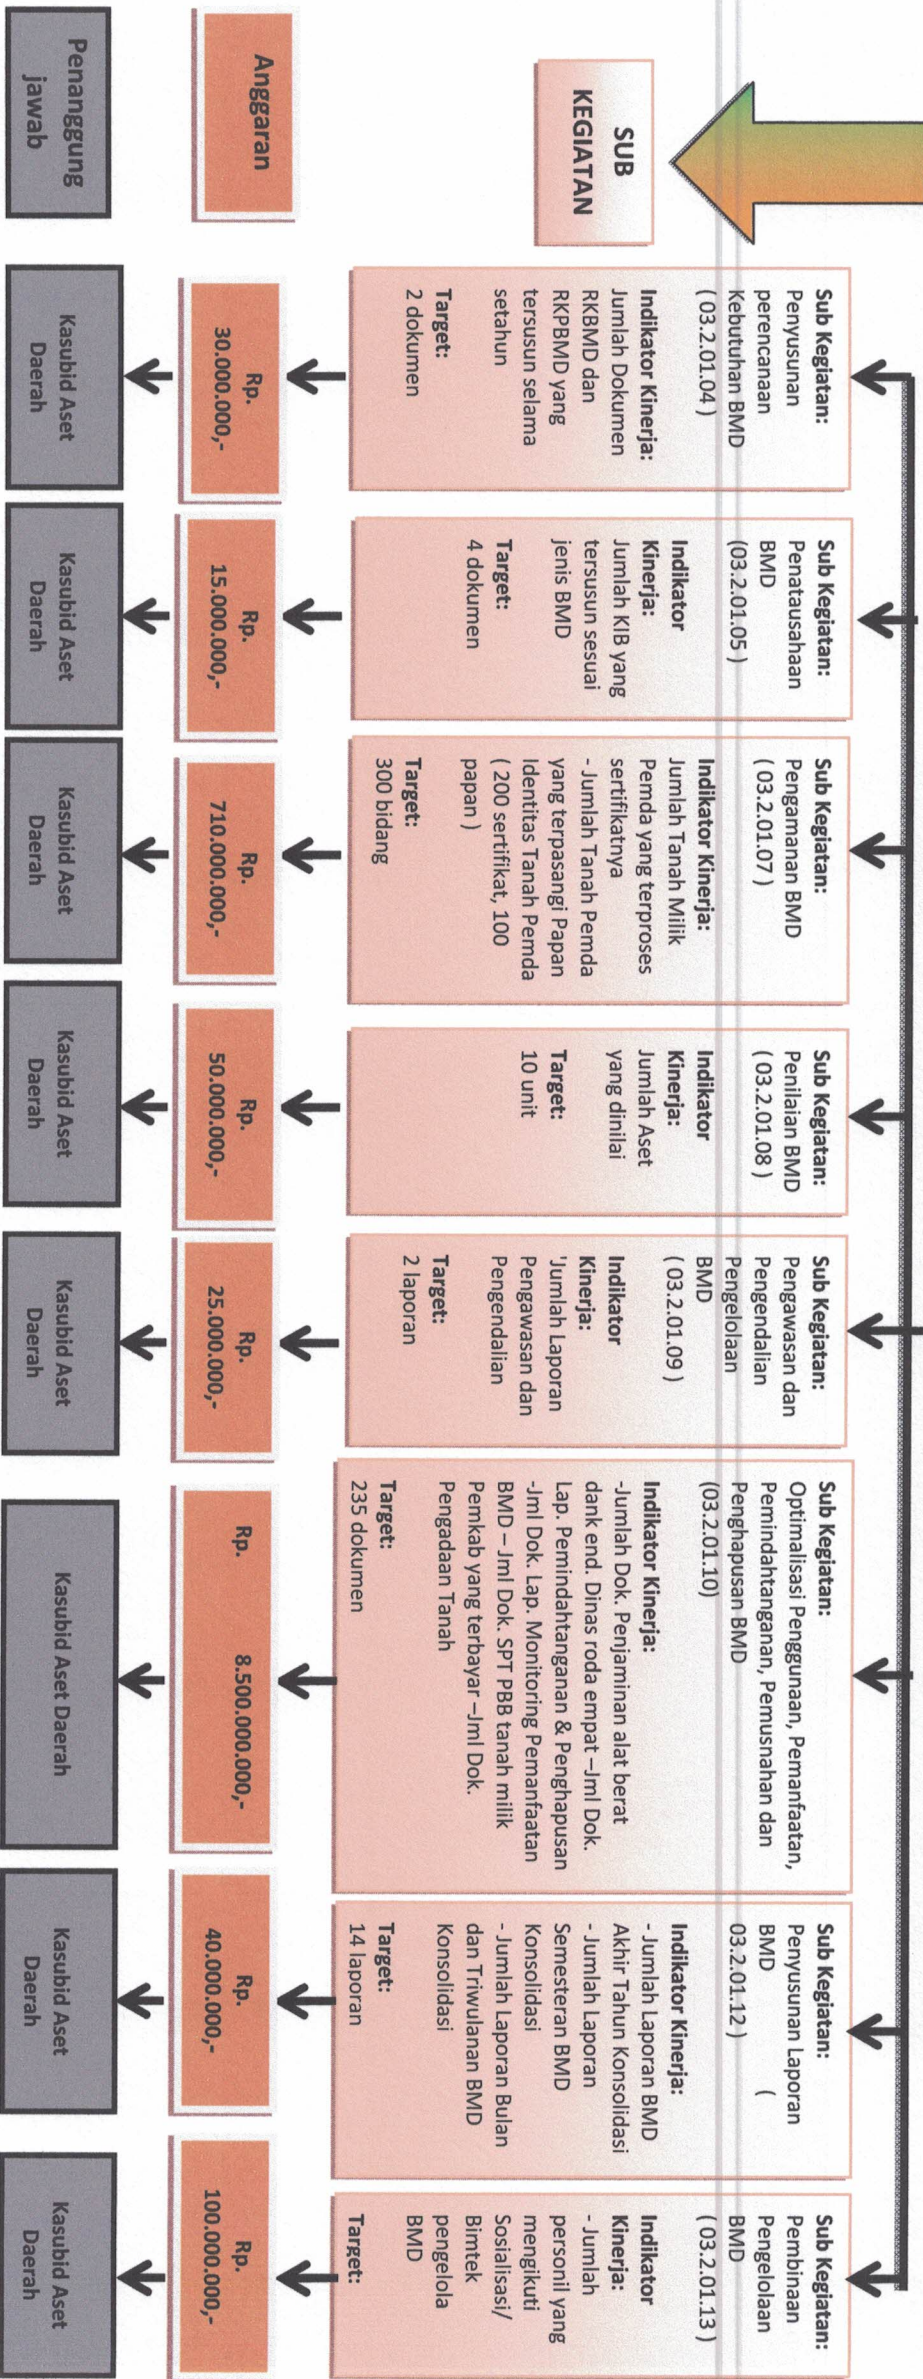 SUB
KEGIATAN
Sub Kegiatan:
Penyusunan
perencanaan
Kebutuhan BMD
( 03.2.01.04 )
Indikator Kinerja:
Jumlah Dokumen
RKBMD dan
RKPBMD yang
tersusun selama
setahun
Target:
2 dokumen
Sub Kegiatan:
Penatausahaan
BMD
(03.2.01.05 )
Indikator
Kinerja:
Jumlah KIB yang
tersusun sesuai
jenis BMD
Target:
4 dokumen
Sub Kegiatan:
Pengamanan BMD
( 03.2.01.07 )
Indikator Kinerja:
Jumlah Tanah Milik
Pemda yang terproses
sertifikatnya
- Jumlah Tanah Pemda
yang terpasangi Papan
Identitas Tanah Pemda
( 200 sertifikat, 100
papan )
Target:
300 bidang
Sub Kegiatan:
Penilaian BMD
( 03.2.01.08 )
Indikator
Kinerja:
Jumlah Aset
yang dinilai
Target:
10 unit
Sub Kegiatan:
Pengawasan dan
Pengendalian
Pengelolaan
BMD
( 03.2.01.09 )
Indikator
Kinerja:
'Jumlah Laporan
Pengawasan dan
Pengendalian
Target:
2 laporan
Sub Kegiatan:
Optimalisasi Penggunaan, Pemanfaatan,
Pemindahtanganan, Pemusnahan dan
Penghapusan BMD
(03.2.01.10)
Indikator Kinerja:
-Jumlah Dok. Penjaminan alat berat
dank end. Dinas roda empat –Jml Dok.
Lap. Pemindahtanganan & Penghapusan
-Jml Dok. Lap. Monitoring Pemanfaatan
BMD – Jml Dok. SPT PBB tanah milik
Pemkab yang terbayar –Jml Dok.
Pengadaan Tanah
Target:
235 dokumen
Sub Kegiatan:
Penyusunan Laporan
BMD (
03.2.01.12 )
Indikator Kinerja:
- Jumlah Laporan BMD
Akhir Tahun Konsolidasi
- Jumlah Laporan
Semesteran BMD
Konsolidasi
- Jumlah Laporan Bulan
dan Triwulanan BMD
Konsolidasi
Target:
14 laporan
Sub Kegiatan:
Pembinaan
Pengelolaan
BMD
( 03.2.01.13 )
Indikator
Kinerja:
- Jumlah
personil yang
mengikuti
Sosialisasi/
Bimtek
pengelola
BMD
Target:
Anggaran
Rp.
30.000.000,-
Rp.
15.000.000,-
Rp.
710.000.000,-
Rp.
50.000.000,-
Rp.
25.000.000,-
Rp. 8.500.000.000,-
Rp.
40.000.000,-
Rp.
100.000.000,-
Penanggung
jawab
Kasubid Aset
Daerah
Kasubid Aset
Daerah
Kasubid Aset
Daerah
Kasubid Aset
Daerah
Kasubid Aset
Daerah
Kasubid Aset Daerah
Kasubid Aset
Daerah
Kasubid Aset
Daerah